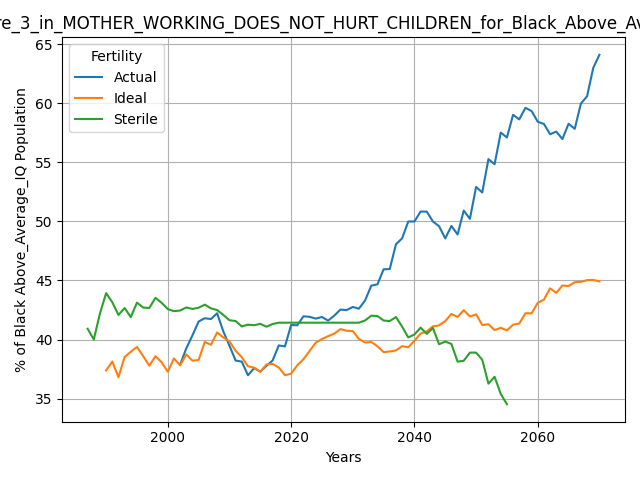 re_3_in_MOTHER_WORKING_DOES_NOT_HURT_CHILDREN_for_Black_Above_Av
Fertility
Actual
Ideal
Sterile
% of Black Above_Average_IQ Population
65
60
55
50
45
40
35
2000
2020
2040
2060
Years